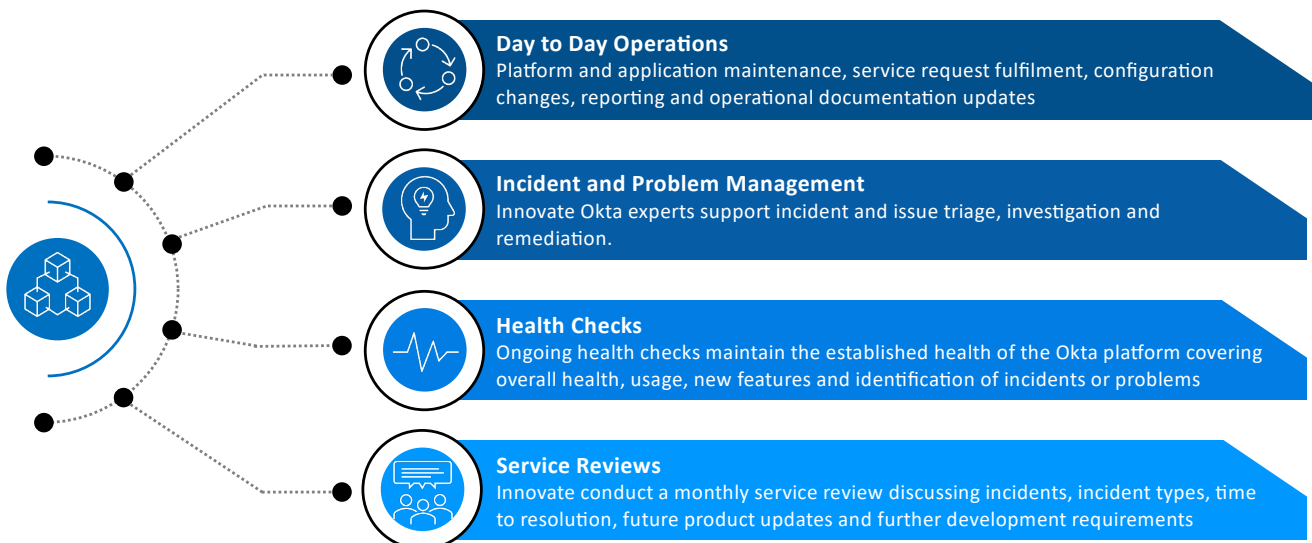 Day to Day Operations
Platform and application maintenance, service request fulfilment, configuration
changes, reporting and operational documentation updates
Incident and Problem Management
Innovate Okta experts support incident and issue triage, investigation and
remediation.
Health Checks
Ongoing health checks maintain the established health of the Okta platform covering
overall health, usage, new features and identification of incidents or problems
Service Reviews
Innovate conduct a monthly service review discussing incidents, incident types, time
to resolution, future product updates and further development requirements